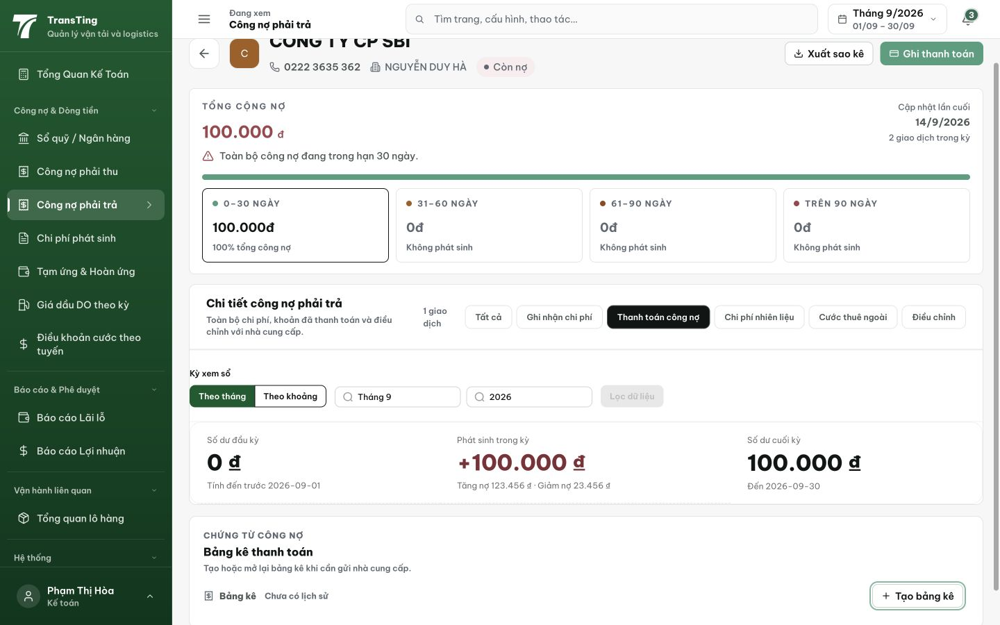 TransTing
Quản lý vận tải và logistics
Tổng Quan Kế Toán
Công nợ & Dòng tiền
Sổ quỹ / Ngân hàng
Công nợ phải thu
Công nợ phải trả
Chi phí phát sinh
Tạm ứng & Hoàn ứng
Giá dầu DO theo kỳ
Điều khoản cước theo
tuyến
Báo cáo & Phê duyệt
Báo cáo Lãi lỗ
Báo cáo Lợi nhuận
Vận hành liên quan
Tổng quan lô hàng
Hệ thống
Phạm Thị Hòa
Kế toán
Đang xem
Công nợ phải trả
Tìm trang, cấu hình, thao tác...
Tháng 9/2026
01/09 – 30/09
3
C
CÔNG TY CP SBI
0222 3635 362
NGUYỄN DUY HÀ
Còn nợ
Xuất sao kê
Ghi thanh toán
TỔNG CỘNG NỢ
100.000 đ
Toàn bộ công nợ đang trong hạn 30 ngày.
Cập nhật lần cuối
14/9/2026
2 giao dịch trong kỳ
0–30 NGÀY
100.000đ
100% tổng công nợ
31–60 NGÀY
0đ
Không phát sinh
61–90 NGÀY
0đ
Không phát sinh
TRÊN 90 NGÀY
0đ
Không phát sinh
Chi tiết công nợ phải trả
Toàn bộ chi phí, khoản đã thanh toán và điều
chỉnh với nhà cung cấp.
1 giao
dịch
Tất cả
Ghi nhận chi phí
Thanh toán công nợ
Chi phí nhiên liệu
Cước thuê ngoài
Điều chỉnh
Kỳ xem sổ
Theo tháng
Theo khoảng
Tháng 9
2026
Lọc dữ liệu
Số dư đầu kỳ
0 ₫
Tính đến trước 2026-09-01
Phát sinh trong kỳ
+100.000 ₫
Tăng nợ 123.456 ₫ · Giảm nợ 23.456 ₫
Số dư cuối kỳ
100.000 ₫
Đến 2026-09-30
CHỨNG TỪ CÔNG NỢ
Bảng kê thanh toán
Tạo hoặc mở lại bảng kê khi cần gửi nhà cung cấp.
Bảng kê
Chưa có lịch sử
Tạo bảng kê